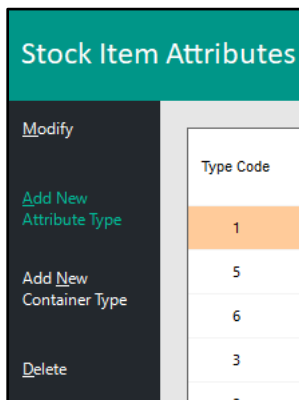 Stock Item Attributes
Modify
Add New
Attribute Type
Add New
Container Type
Delete
Type Code
1
5
6
3